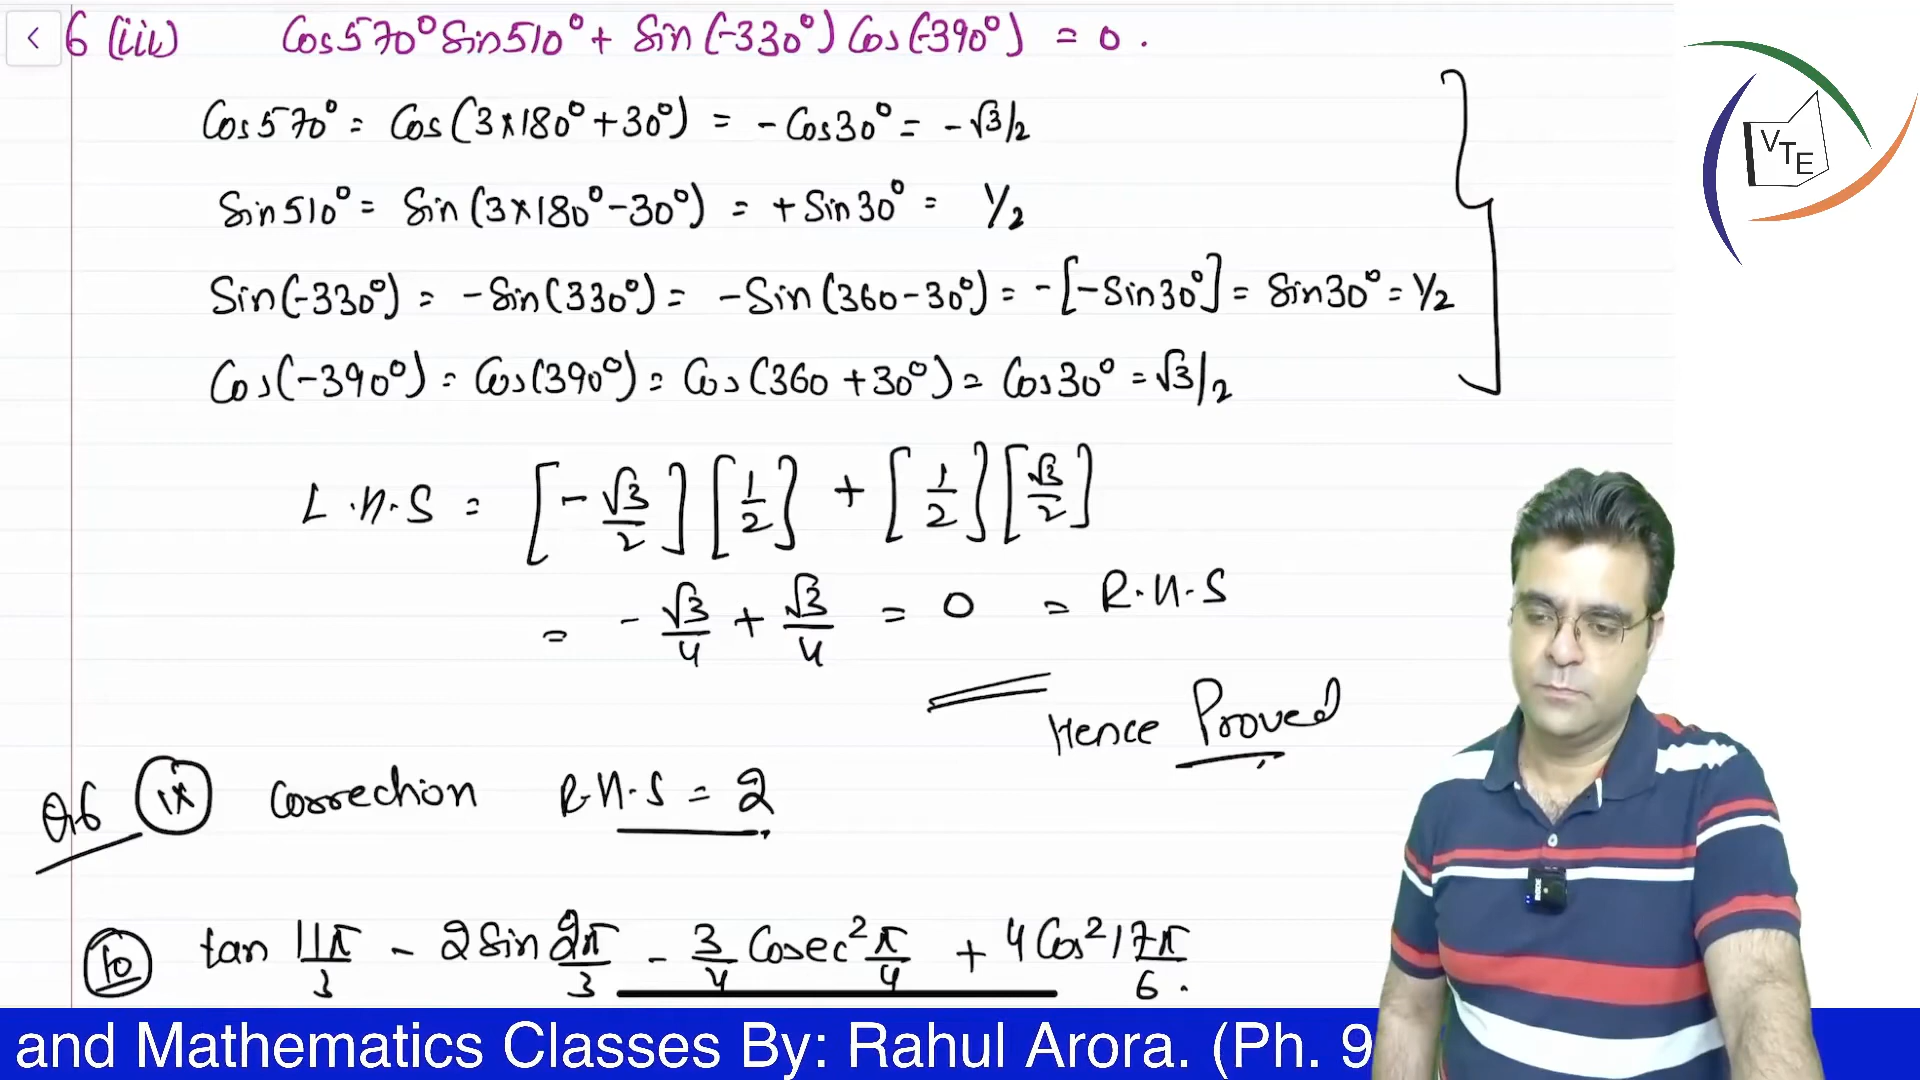 < 6 (iii) Cos570° Sin510° + Sin(-330°) Cos(-390°) = 0.
Cos570° = Cos(3×180°+30°) = -Cos30° = -√3/2
Sin510° = Sin(3×180°-30°) = +Sin30° = 1/2
Sin(-330°) = -Sin(330°) = -Sin(360-30°) = -[-Sin30°] = Sin30° = 1/2
Cos(-390°) = Cos(390°) = Cos(360+30°) = Cos30° = √3/2
L.H.S = [-√3/2] [1/2] + [1/2] [√3/2]
= -√3/4 + √3/4 = 0 = R.H.S
Hence Proved
Q6 (ix) Correction R.H.S = 2
(10) tan 11π/3 - 2 Sin 2π/3 - 3/4 Cosec² π/4 + 4 Cos² 17π/6.
VTE
and Mathematics Classes By: Rahul Arora. (Ph. 9